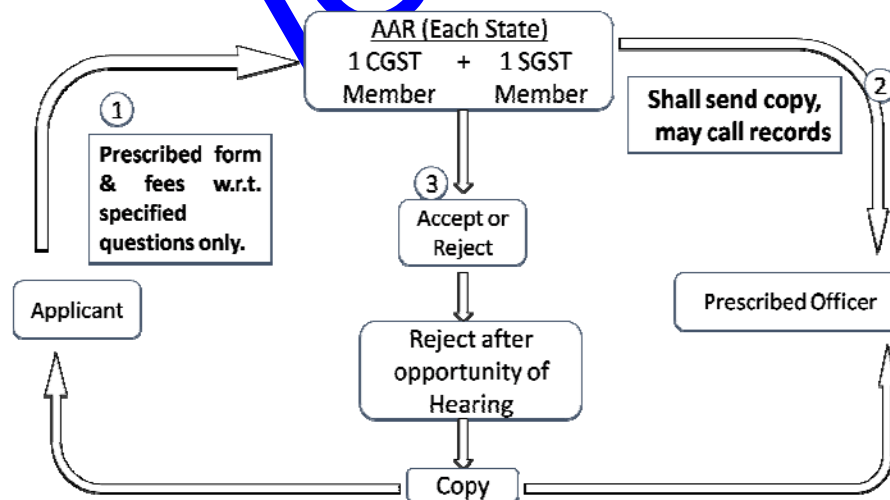 AAR (Each State)
1 CGST + 1 SGST
Member Member
1
Prescribed form
& fees w.r.t.
specified
questions only.
2
Shall send copy,
may call records
3
Accept or
Reject
Applicant
Prescribed Officer
Reject after
opportunity of
Hearing
Copy